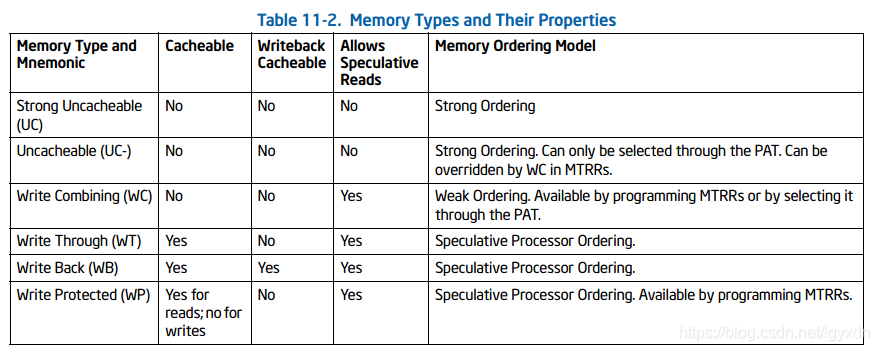 Table 11-2. Memory Types and Their Properties
Memory Type and Mnemonic | Cacheable | Writeback Cacheable | Allows Speculative Reads | Memory Ordering Model
Strong Uncacheable (UC) | No | No | No | Strong Ordering
Uncacheable (UC-) | No | No | No | Strong Ordering. Can only be selected through the PAT. Can be overridden by WC in MTRRs.
Write Combining (WC) | No | No | Yes | Weak Ordering. Available by programming MTRRs or by selecting it through the PAT.
Write Through (WT) | Yes | No | Yes | Speculative Processor Ordering.
Write Back (WB) | Yes | Yes | Yes | Speculative Processor Ordering.
Write Protected (WP) | Yes for reads; no for writes | No | Yes | Speculative Processor Ordering. Available by programming MTRRs.
https://blog.csdn.net/lgyxdn